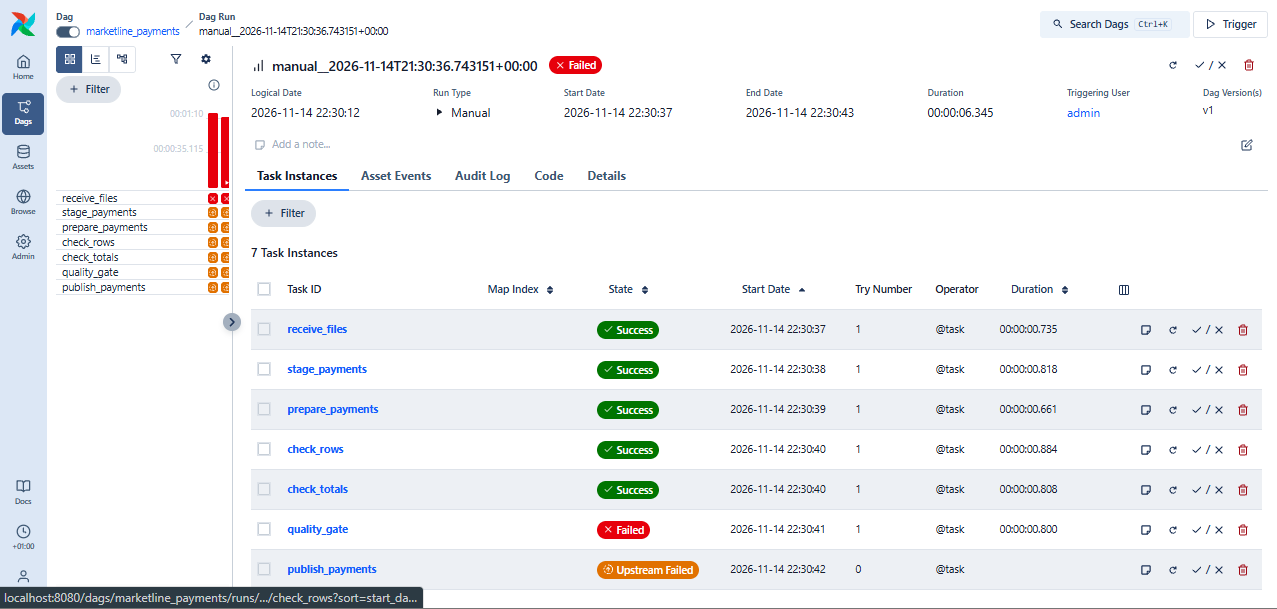 Dag
marketline_payments
/
Dag Run
manual__2026-11-14T21:30:36.743151+00:00
Search Dags Ctrl+K
Trigger
Home
Dags
Assets
Browse
Admin
Docs
+01:00
+ Filter
00:01:10
00:00:35.115
receive_files
stage_payments
prepare_payments
check_rows
check_totals
quality_gate
publish_payments
manual__2026-11-14T21:30:36.743151+00:00 Failed
Logical Date Run Type Start Date End Date Duration Triggering User Dag Version(s)
2026-11-14 22:30:12 Manual 2026-11-14 22:30:37 2026-11-14 22:30:43 00:00:06.345 admin v1
Add a note...
Task Instances Asset Events Audit Log Code Details
+ Filter
7 Task Instances
Task ID Map Index State Start Date Try Number Operator Duration
receive_files Success 2026-11-14 22:30:37 1 @task 00:00:00.735
stage_payments Success 2026-11-14 22:30:38 1 @task 00:00:00.818
prepare_payments Success 2026-11-14 22:30:39 1 @task 00:00:00.661
check_rows Success 2026-11-14 22:30:40 1 @task 00:00:00.884
check_totals Success 2026-11-14 22:30:40 1 @task 00:00:00.808
quality_gate Failed 2026-11-14 22:30:41 1 @task 00:00:00.800
publish_payments Upstream Failed 2026-11-14 22:30:42 0 @task
localhost:8080/dags/marketline_payments/runs/.../check_rows?sort=start_da...